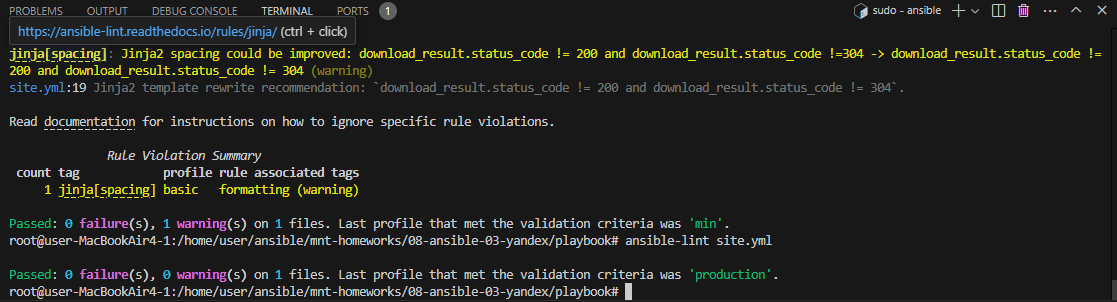 PROBLEMS OUTPUT DEBUG CONSOLE TERMINAL PORTS 1 sudo - ansible
https://ansible-lint.readthedocs.io/rules/jinja/ (ctrl + click)
jinja[spacing]: Jinja2 spacing could be improved: download_result.status_code != 200 and download_result.status_code !=304 -> download_result.status_code !=
200 and download_result.status_code != 304 (warning)
site.yml:19 Jinja2 template rewrite recommendation: `download_result.status_code != 200 and download_result.status_code != 304`.
Read documentation for instructions on how to ignore specific rule violations.
Rule Violation Summary
count tag profile rule associated tags
1 jinja[spacing] basic formatting (warning)
Passed: 0 failure(s), 1 warning(s) on 1 files. Last profile that met the validation criteria was 'min'.
root@user-MacBookAir4-1:/home/user/ansible/mnt-homeworks/08-ansible-03-yandex/playbook# ansible-lint site.yml
Passed: 0 failure(s), 0 warning(s) on 1 files. Last profile that met the validation criteria was 'production'.
root@user-MacBookAir4-1:/home/user/ansible/mnt-homeworks/08-ansible-03-yandex/playbook#